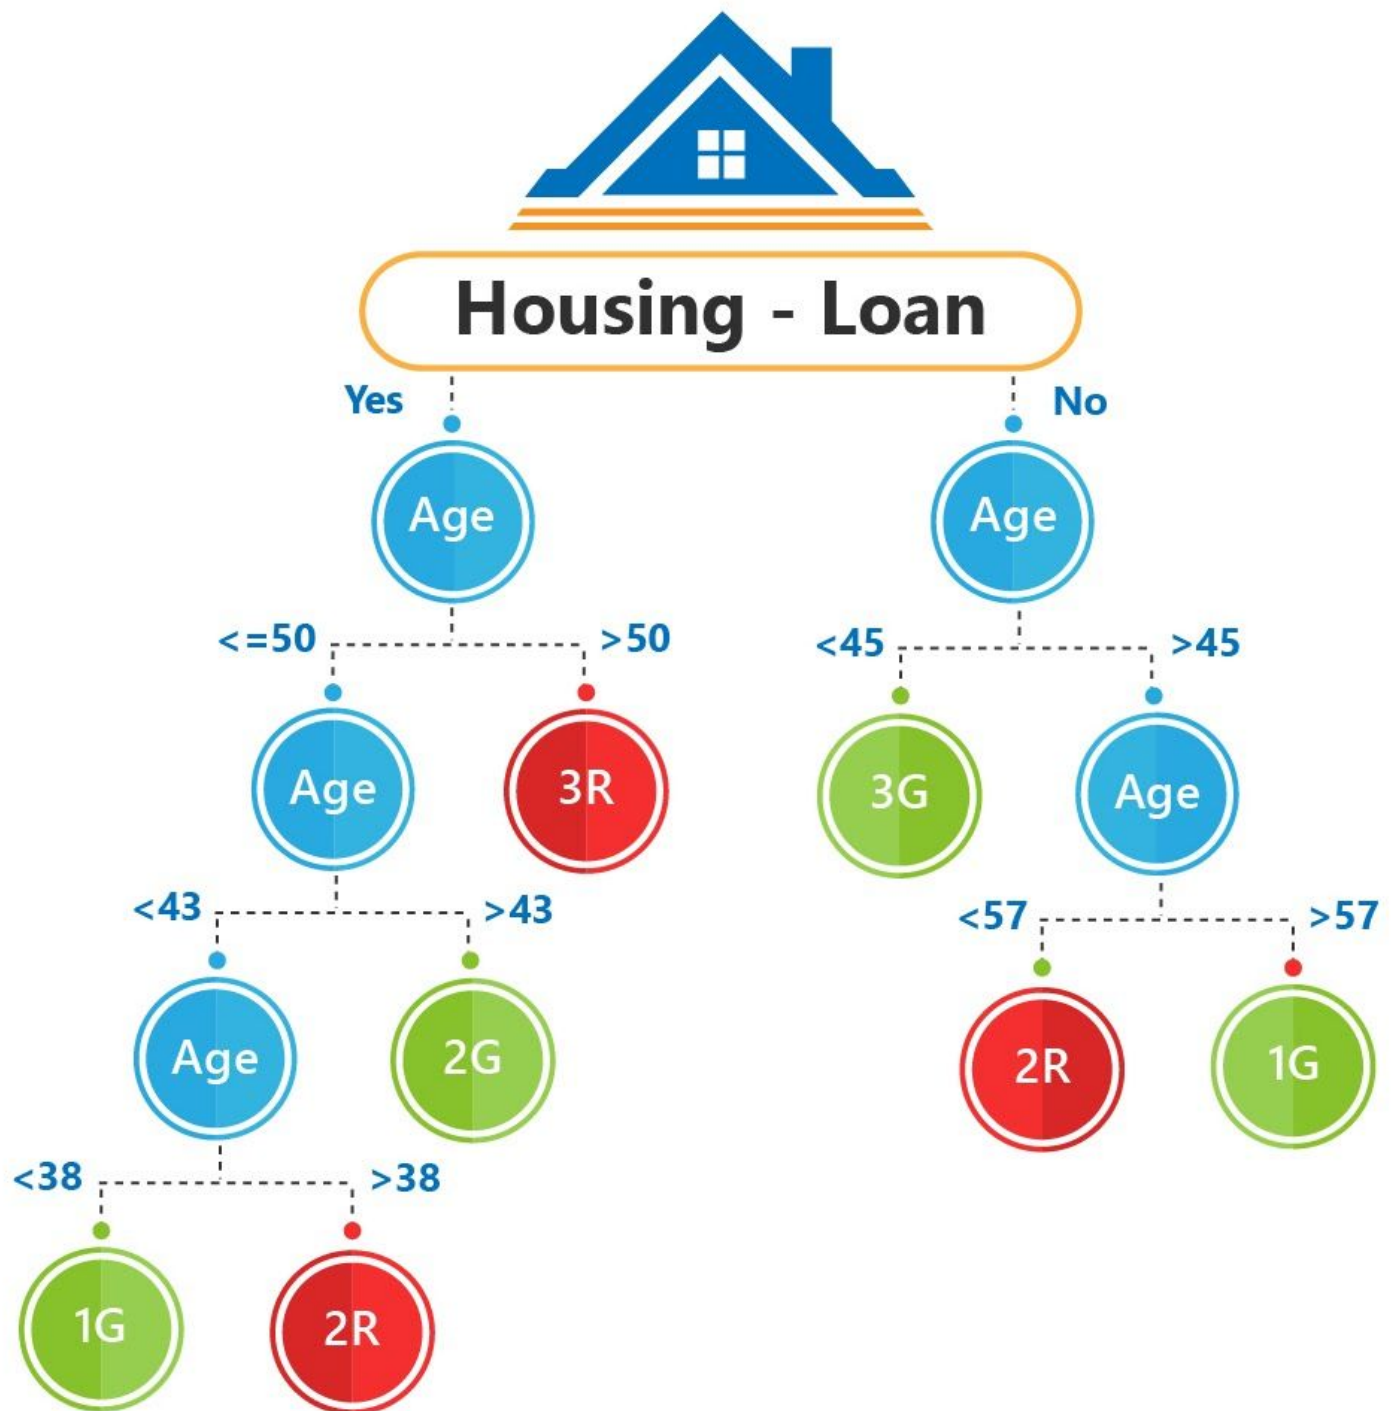 Housing - Loan
Yes No
Age Age
<=50 >50 <45 >45
Age 3R 3G Age
<43 >43 <57 >57
Age 2G 2R 1G
<38 >38
1G 2R